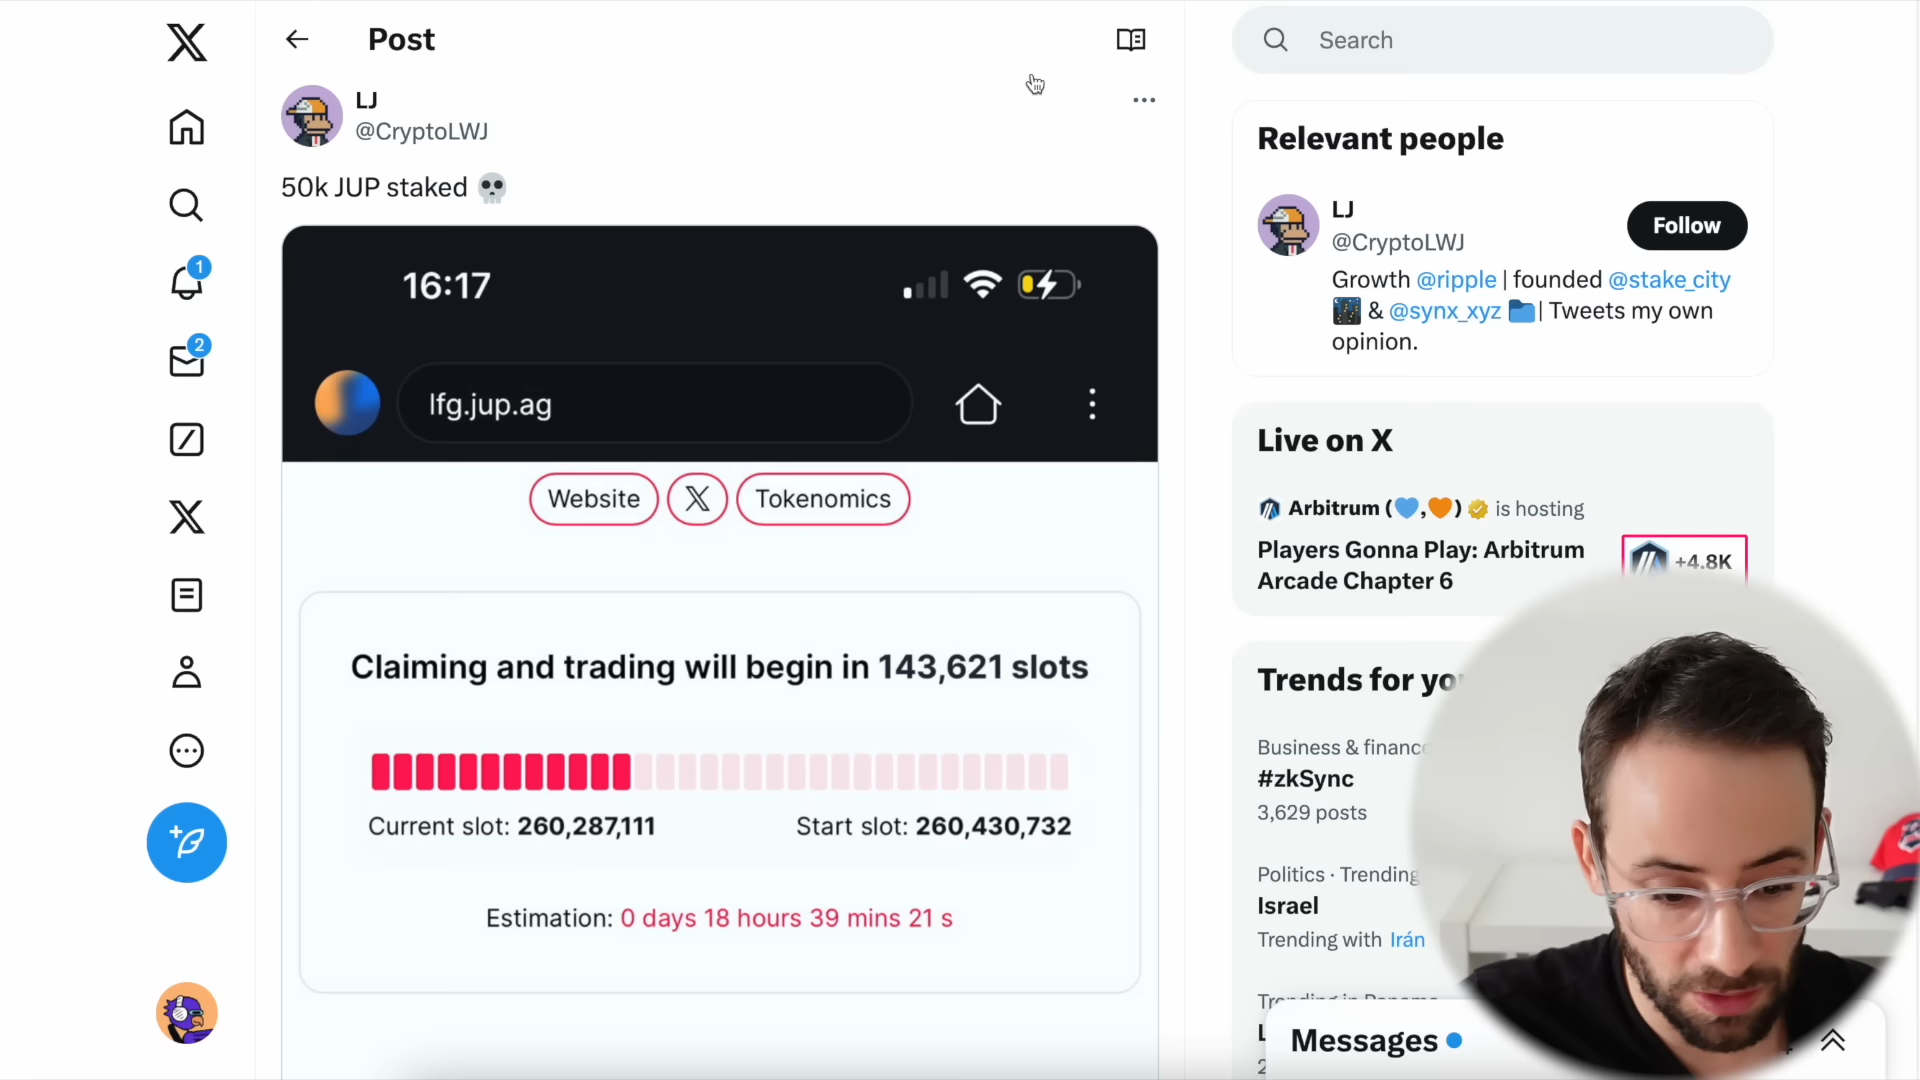 Post
LJ
@CryptoLWJ
50k JUP staked
16:17
lfg.jup.ag
Website
Tokenomics
Claiming and trading will begin in 143,621 slots
Current slot: 260,287,111
Start slot: 260,430,732
Estimation: 0 days 18 hours 39 mins 21 s
1
2
Search
Relevant people
LJ
@CryptoLWJ
Follow
Growth @ripple | founded @stake_city
& @synx_xyz | Tweets my own
opinion.
Live on X
Arbitrum (💙,🧡) is hosting
Players Gonna Play: Arbitrum
Arcade Chapter 6
+4.8K
Trends for yo
Business & finance
#zkSync
3,629 posts
Politics · Trending
Israel
Trending with Irán
Messages